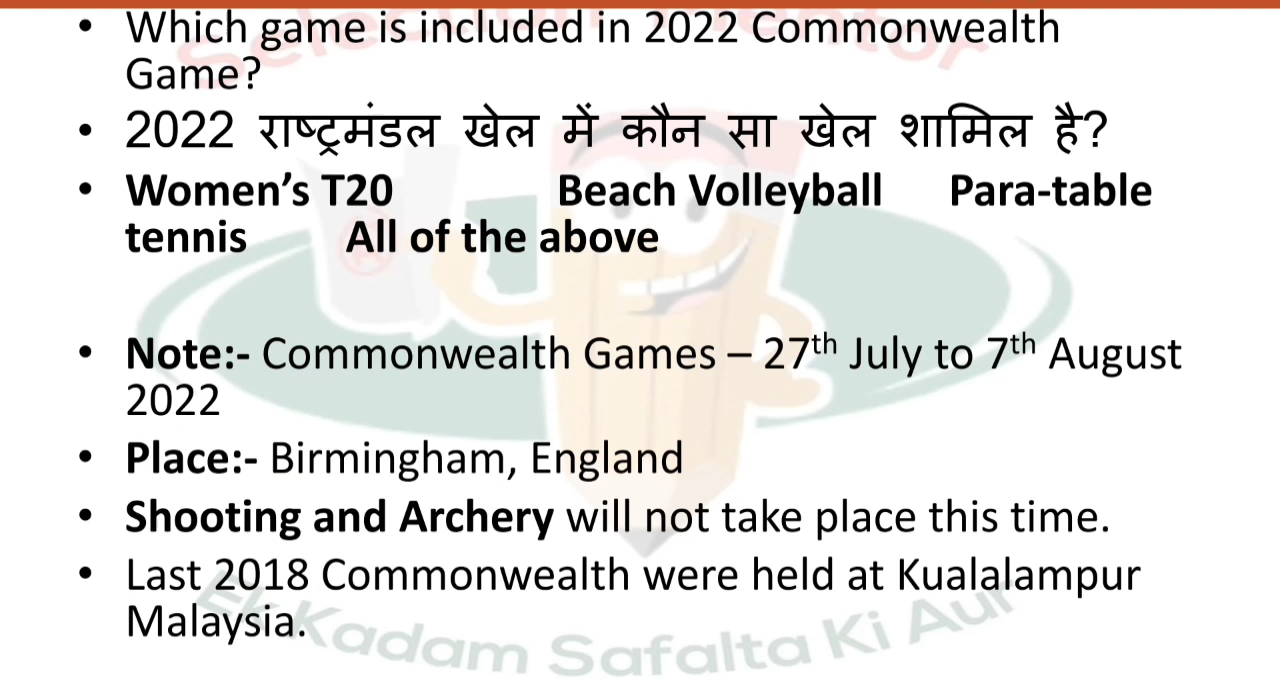 • Which game is included in 2022 Commonwealth
Game?
• 2022 राष्ट्रमंडल खेल में कौन सा खेल शामिल है?
• Women’s T20 Beach Volleyball Para-table
tennis All of the above
• Note:- Commonwealth Games – 27th July to 7th August
2022
• Place:- Birmingham, England
• Shooting and Archery will not take place this time.
• Last 2018 Commonwealth were held at Kualalampur
Malaysia.
Ek Kadam Safalta Ki Aur